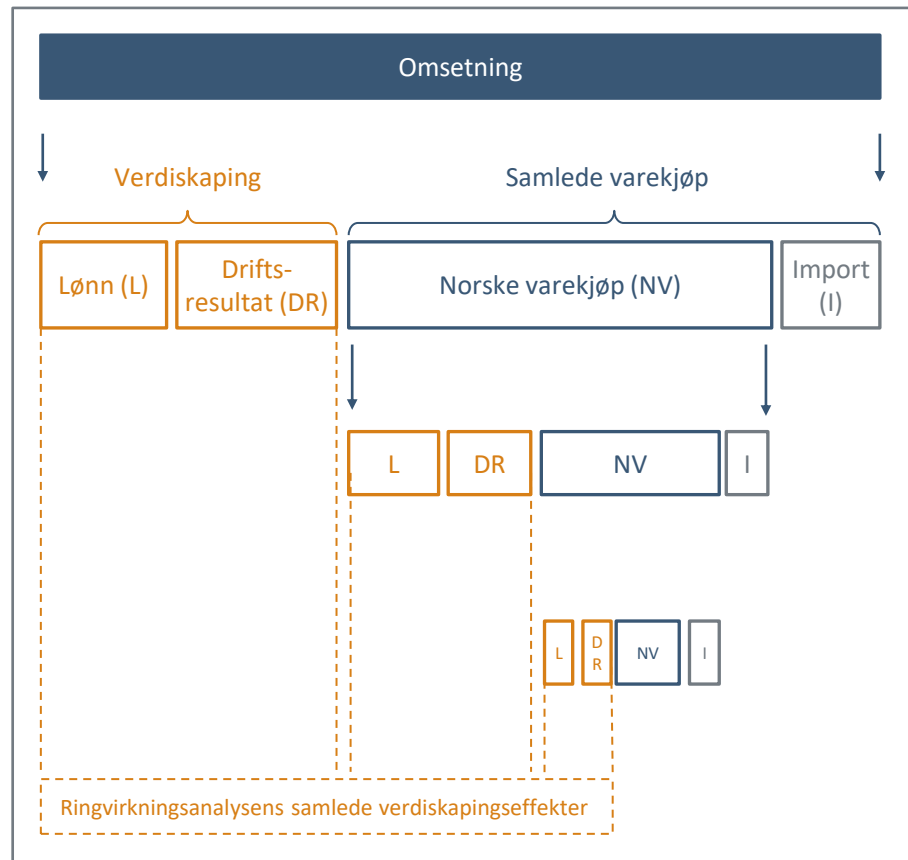 Omsetning
Verdiskaping
Samlede varekjøp
Lønn (L)
Drifts-
resultat (DR)
Norske varekjøp (NV)
Import
(I)
L
DR
NV
I
L
D
R
NV
I
Ringvirkningsanalysens samlede verdiskapingseffekter